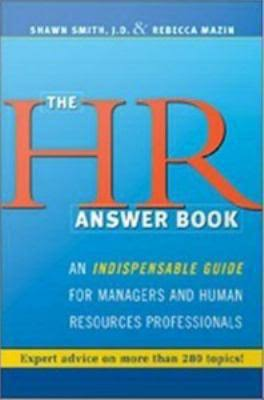 SHAWN SMITH, J.D. & REBECCA MAZIN
THE
HR
ANSWER BOOK
AN INDISPENSABLE GUIDE
FOR MANAGERS AND HUMAN
RESOURCES PROFESSIONALS
Expert advice on more than 280 topics!